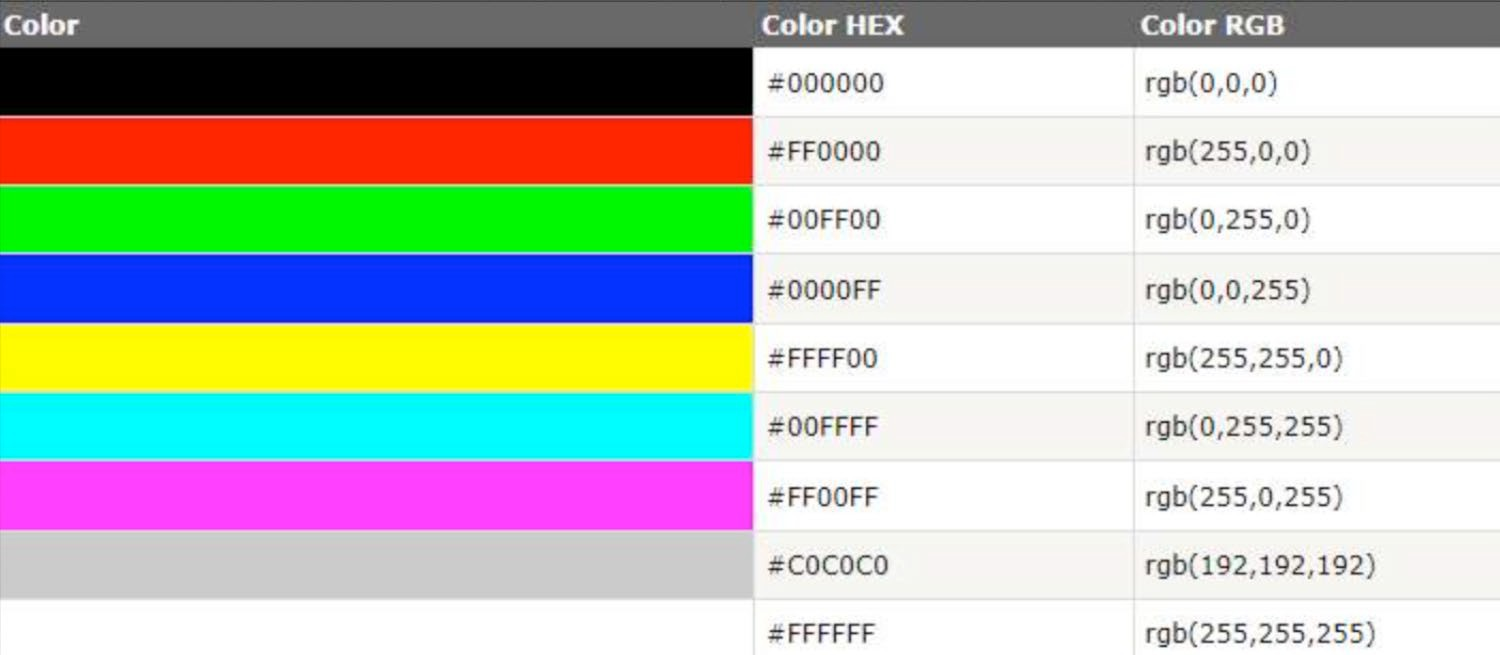 Color Color HEX Color RGB
#000000 rgb(0,0,0)
#FF0000 rgb(255,0,0)
#00FF00 rgb(0,255,0)
#0000FF rgb(0,0,255)
#FFFF00 rgb(255,255,0)
#00FFFF rgb(0,255,255)
#FF00FF rgb(255,0,255)
#C0C0C0 rgb(192,192,192)
#FFFFFF rgb(255,255,255)